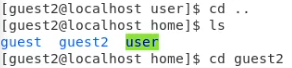 [guest2@localhost user]$ cd ..
[guest2@localhost home]$ ls
guest guest2 user
[guest2@localhost home]$ cd guest2